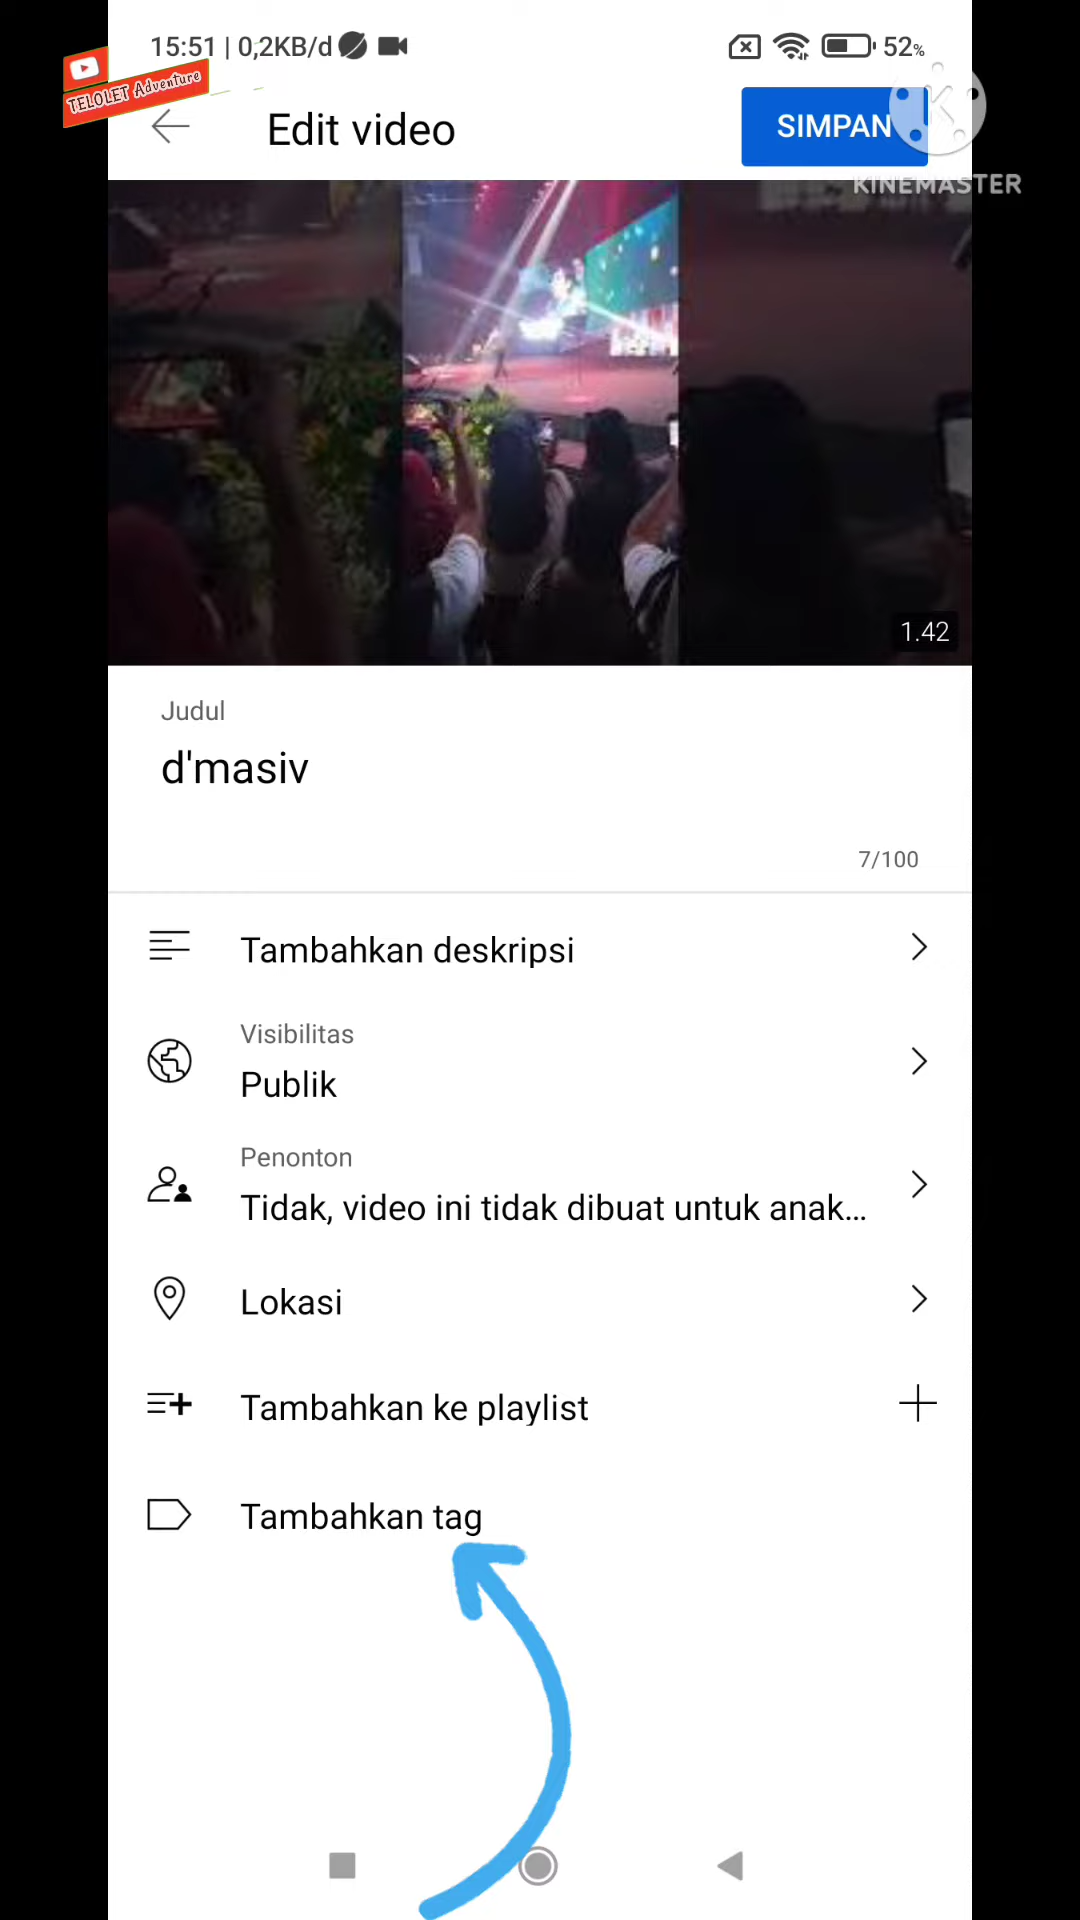 15:51 | 0,2KB/d
52%
TELOLET Adventure
Edit video
SIMPAN
KINEMASTER
1.42
Judul
d'masiv
7/100
Tambahkan deskripsi
Visibilitas
Publik
Penonton
Tidak, video ini tidak dibuat untuk anak...
Lokasi
Tambahkan ke playlist
Tambahkan tag